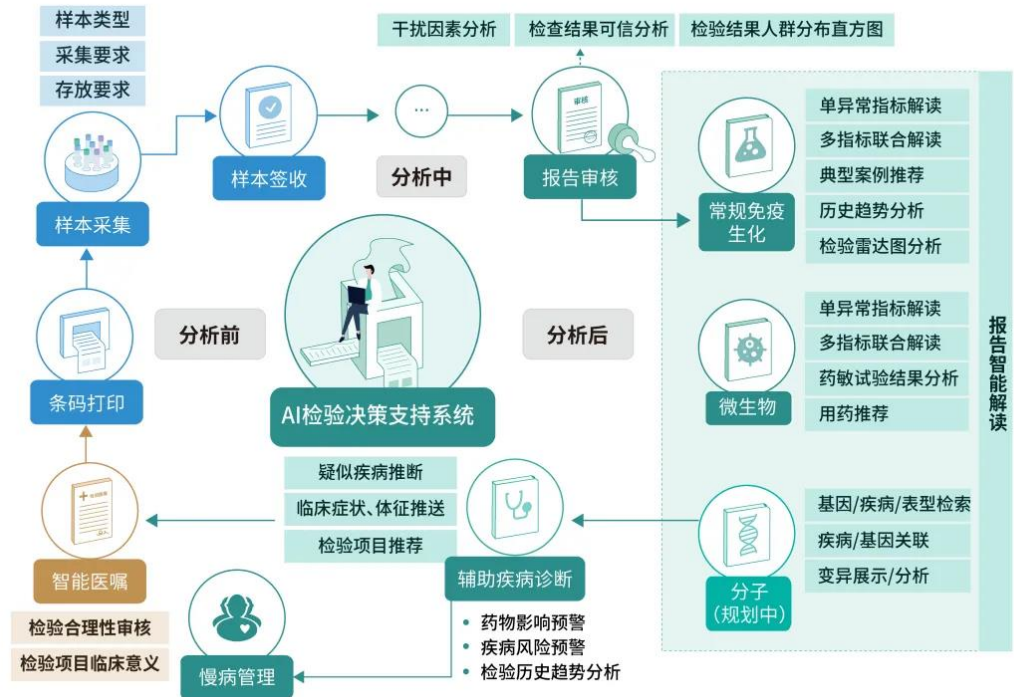 样本类型
采集要求
存放要求
样本采集
样本签收
...
分析中
干扰因素分析
检查结果可信分析
检验结果人群分布直方图
审核
报告审核
常规免疫
生化
单异常指标解读
多指标联合解读
典型案例推荐
历史趋势分析
检验雷达图分析
微生物
单异常指标解读
多指标联合解读
药敏试验结果分析
用药推荐
分子
（规划中）
基因/疾病/表型检索
疾病/基因关联
变异展示/分析
报告智能解读
分析前
分析后
AI检验决策支持系统
条码打印
智能医嘱
检验合理性审核
检验项目临床意义
疑似疾病推断
临床症状、体征推送
检验项目推荐
辅助疾病诊断
• 药物影响预警
• 疾病风险预警
• 检验历史趋势分析
慢病管理